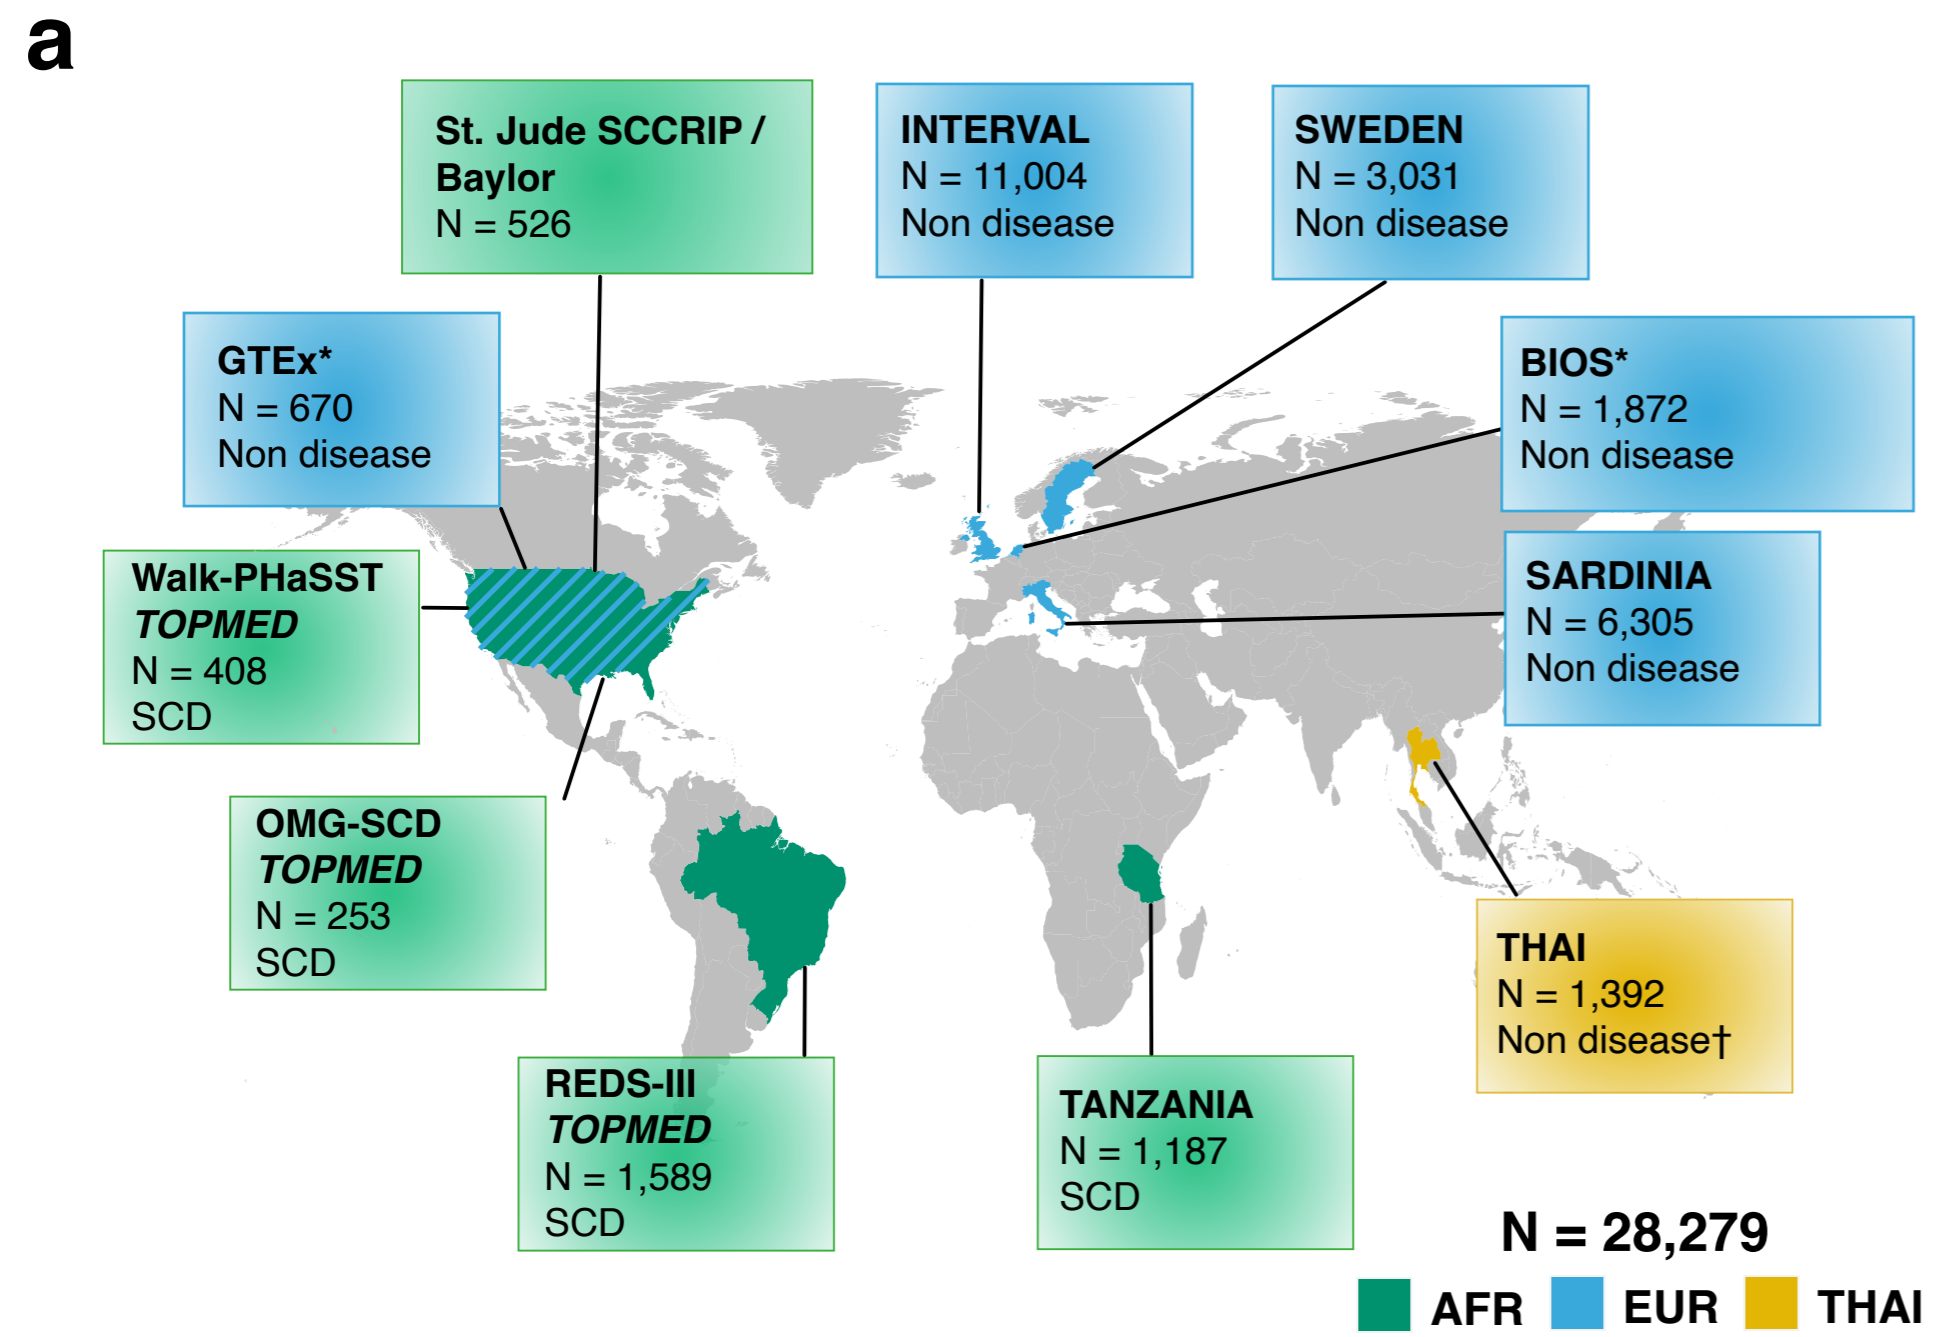 a
St. Jude SCCRIP /
Baylor
N = 526
INTERVAL
N = 11,004
Non disease
SWEDEN
N = 3,031
Non disease
GTEx*
N = 670
Non disease
BIOS*
N = 1,872
Non disease
Walk-PHaSST
TOPMED
N = 408
SCD
SARDINIA
N = 6,305
Non disease
OMG-SCD
TOPMED
N = 253
SCD
THAI
N = 1,392
Non disease†
REDS-III
TOPMED
N = 1,589
SCD
TANZANIA
N = 1,187
SCD
N = 28,279
AFR EUR THAI